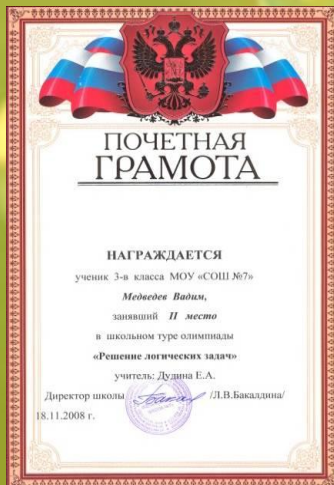 ПОЧЕТНАЯ
ГРАМОТА
НАГРАЖДАЕТСЯ
ученик 3-в класса МОУ «СОШ №7»
Медведев Вадим,
занявший II место
в школьном туре олимпиады
«Решение логических задач»
учитель: Дудина Е.А.
Директор школы /Л.В.Бакалдина/
18.11.2008 г.